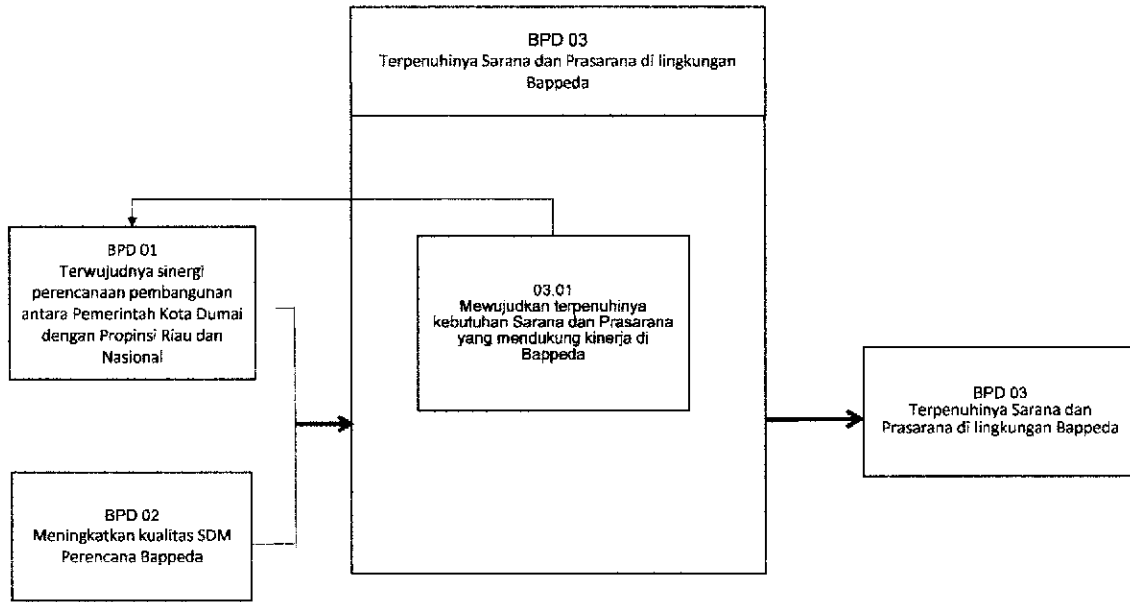 BPD 03
Terpenuhinya Sarana dan Prasarana di lingkungan
Bappeda
BPD 01
Terwujudnya sinergi
perencanaan pembangunan
antara Pemerintah Kota Dumai
dengan Propinsi Riau dan
Nasional
03.01
Mewujudkan terpenuhinya
kebutuhan Sarana dan Prasarana
yang mendukung kinerja di
Bappeda
BPD 03
Terpenuhinya Sarana dan
Prasarana di lingkungan Bappeda
BPD 02
Meningkatkan kualitas SDM
Perencana Bappeda